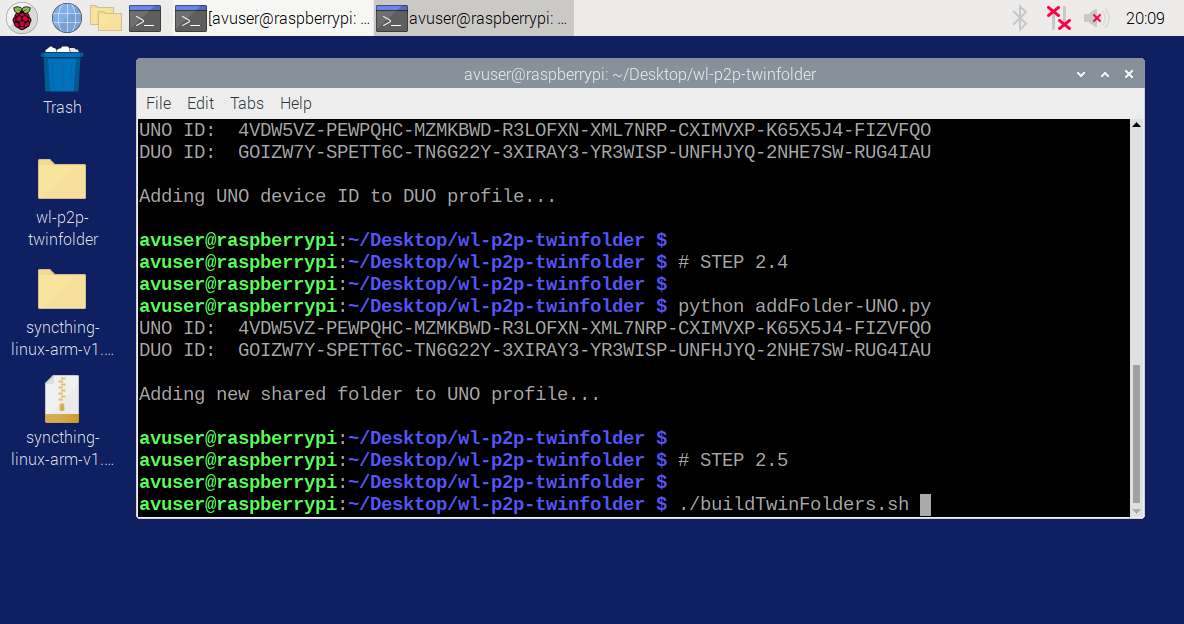 [avuser@raspberrypi: ...
avuser@raspberrypi: ...
20:09
Trash
wl-p2p-
twinfolder
syncthing-
linux-arm-v1....
syncthing-
linux-arm-v1....
avuser@raspberrypi: ~/Desktop/wl-p2p-twinfolder
File Edit Tabs Help
UNO ID:  4VDW5VZ-PEWPQHC-MZMKBWD-R3LOFXN-XML7NRP-CXIMVXP-K65X5J4-FIZVFQO
DUO ID:  GOIZW7Y-SPETT6C-TN6G22Y-3XIRAY3-YR3WISP-UNFHJYQ-2NHE7SW-RUG4IAU
Adding UNO device ID to DUO profile...
avuser@raspberrypi:~/Desktop/wl-p2p-twinfolder $
avuser@raspberrypi:~/Desktop/wl-p2p-twinfolder $ # STEP 2.4
avuser@raspberrypi:~/Desktop/wl-p2p-twinfolder $
avuser@raspberrypi:~/Desktop/wl-p2p-twinfolder $ python addFolder-UNO.py
UNO ID:  4VDW5VZ-PEWPQHC-MZMKBWD-R3LOFXN-XML7NRP-CXIMVXP-K65X5J4-FIZVFQO
DUO ID:  GOIZW7Y-SPETT6C-TN6G22Y-3XIRAY3-YR3WISP-UNFHJYQ-2NHE7SW-RUG4IAU
Adding new shared folder to UNO profile...
avuser@raspberrypi:~/Desktop/wl-p2p-twinfolder $
avuser@raspberrypi:~/Desktop/wl-p2p-twinfolder $ # STEP 2.5
avuser@raspberrypi:~/Desktop/wl-p2p-twinfolder $
avuser@raspberrypi:~/Desktop/wl-p2p-twinfolder $ ./buildTwinFolders.sh